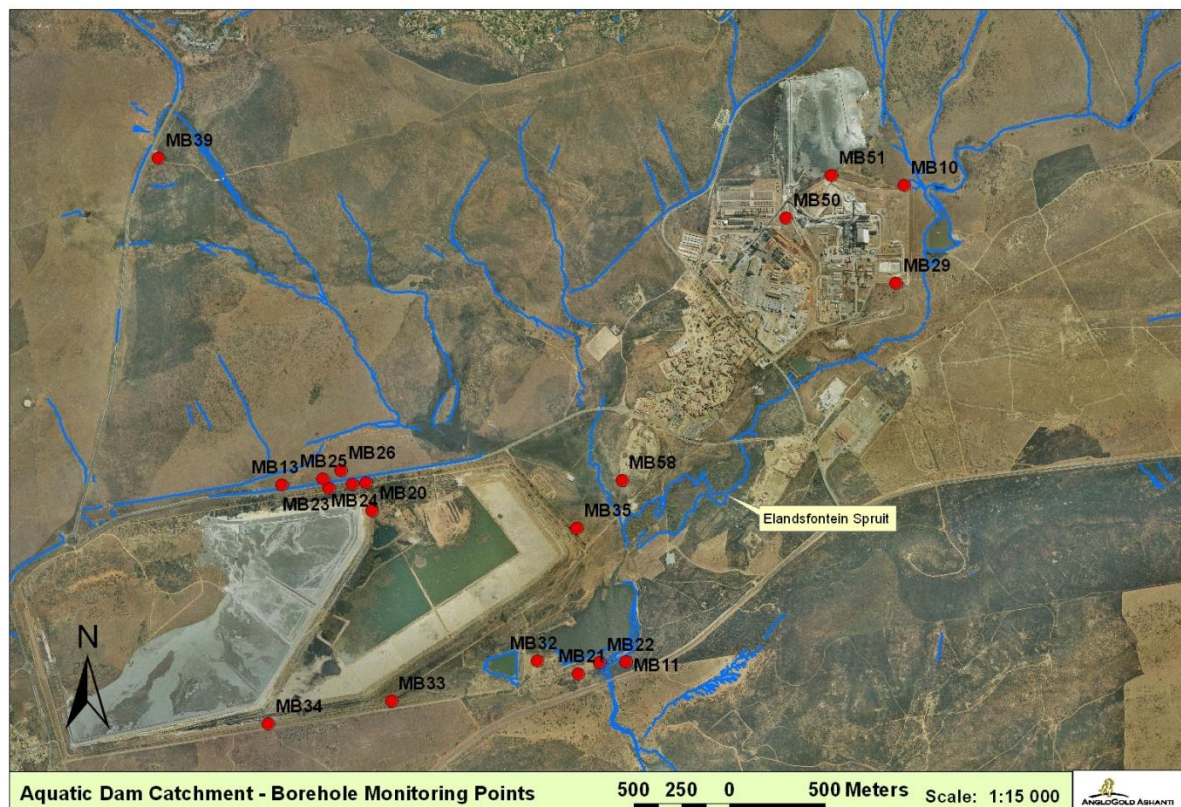 MB39
MB51
MB10
MB50
MB29
MB26
MB25
MB13
MB58
MB23
MB24
MB20
MB35
Elandsfontein Spruit
N
MB32
MB22
MB21
MB11
MB33
MB34
Aquatic Dam Catchment - Borehole Monitoring Points
500 250 0 500 Meters
Scale: 1:15 000
ANGLOGOLD ASHANTI